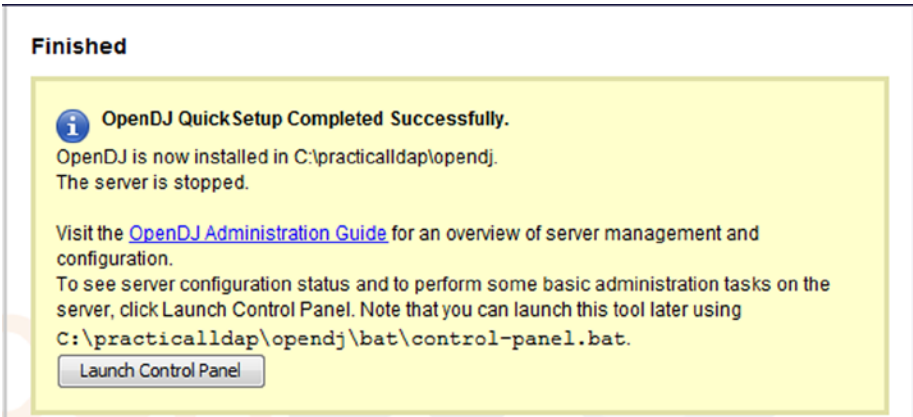 Finished
OpenDJ QuickSetup Completed Successfully.
OpenDJ is now installed in C:\practicalldap\opendj.
The server is stopped.
Visit the OpenDJ Administration Guide for an overview of server management and
configuration.
To see server configuration status and to perform some basic administration tasks on the
server, click Launch Control Panel. Note that you can launch this tool later using
C:\practicalldap\opendj\bat\control-panel.bat.
Launch Control Panel